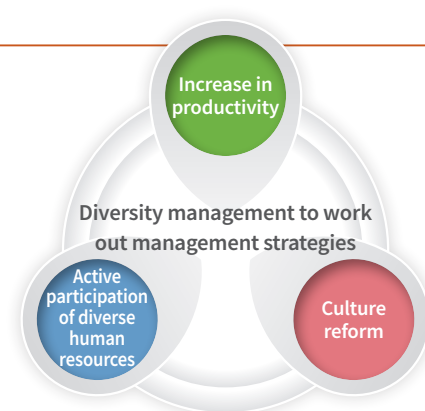 Increase in
productivity
Diversity management to work
out management strategies
Active
participation
of diverse
human
resources
Culture
reform